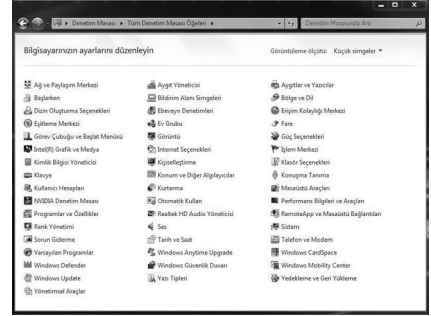 Denetim Masası ▸ Tüm Denetim Masası Öğeleri ▸
Denetim Masasında Ara
Bilgisayarınızın ayarlarını düzenleyin
Görüntüleme ölçütü: Küçük simgeler
Ağ ve Paylaşım Merkezi
Aygıt Yöneticisi
Aygıtlar ve Yazıcılar
Başlarken
Bildirim Alanı Simgeleri
Bölge ve Dil
Dizin Oluşturma Seçenekleri
Ebeveyn Denetimleri
Erişim Kolaylığı Merkezi
Eşitleme Merkezi
Ev Grubu
Fare
Görev Çubuğu ve Başlat Menüsü
Görüntü
Güç Seçenekleri
Intel(R) Grafik ve Medya
Internet Seçenekleri
İşlem Merkezi
Kimlik Bilgisi Yöneticisi
Kişiselleştirme
Klasör Seçenekleri
Klavye
Konum ve Diğer Algılayıcılar
Konuşma Tanıma
Kullanıcı Hesapları
Kurtarma
Masaüstü Araçları
NVIDIA Denetim Masası
Otomatik Kullan
Performans Bilgileri ve Araçları
Programlar ve Özellikler
Realtek HD Audio Yöneticisi
RemoteApp ve Masaüstü Bağlantıları
Renk Yönetimi
Ses
Sistem
Sorun Giderme
Tarih ve Saat
Telefon ve Modem
Varsayılan Programlar
Windows Anytime Upgrade
Windows CardSpace
Windows Defender
Windows Güvenlik Duvarı
Windows Mobility Center
Windows Update
Yazı Tipleri
Yedekleme ve Geri Yükleme
Yönetimsel Araçlar